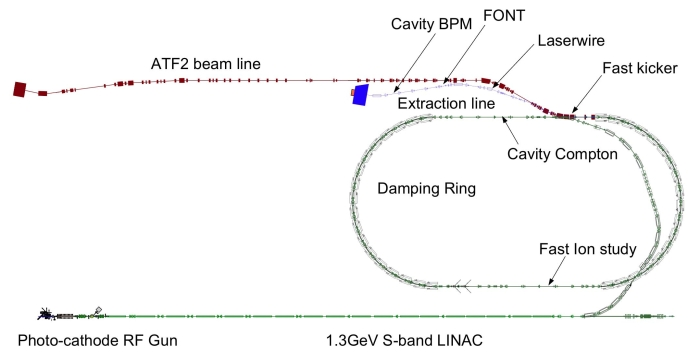 Cavity BPM
FONT
Laserwire
ATF2 beam line
Fast kicker
Extraction line
Cavity Compton
Damping Ring
Fast Ion study
Photo-cathode RF Gun
1.3GeV S-band LINAC